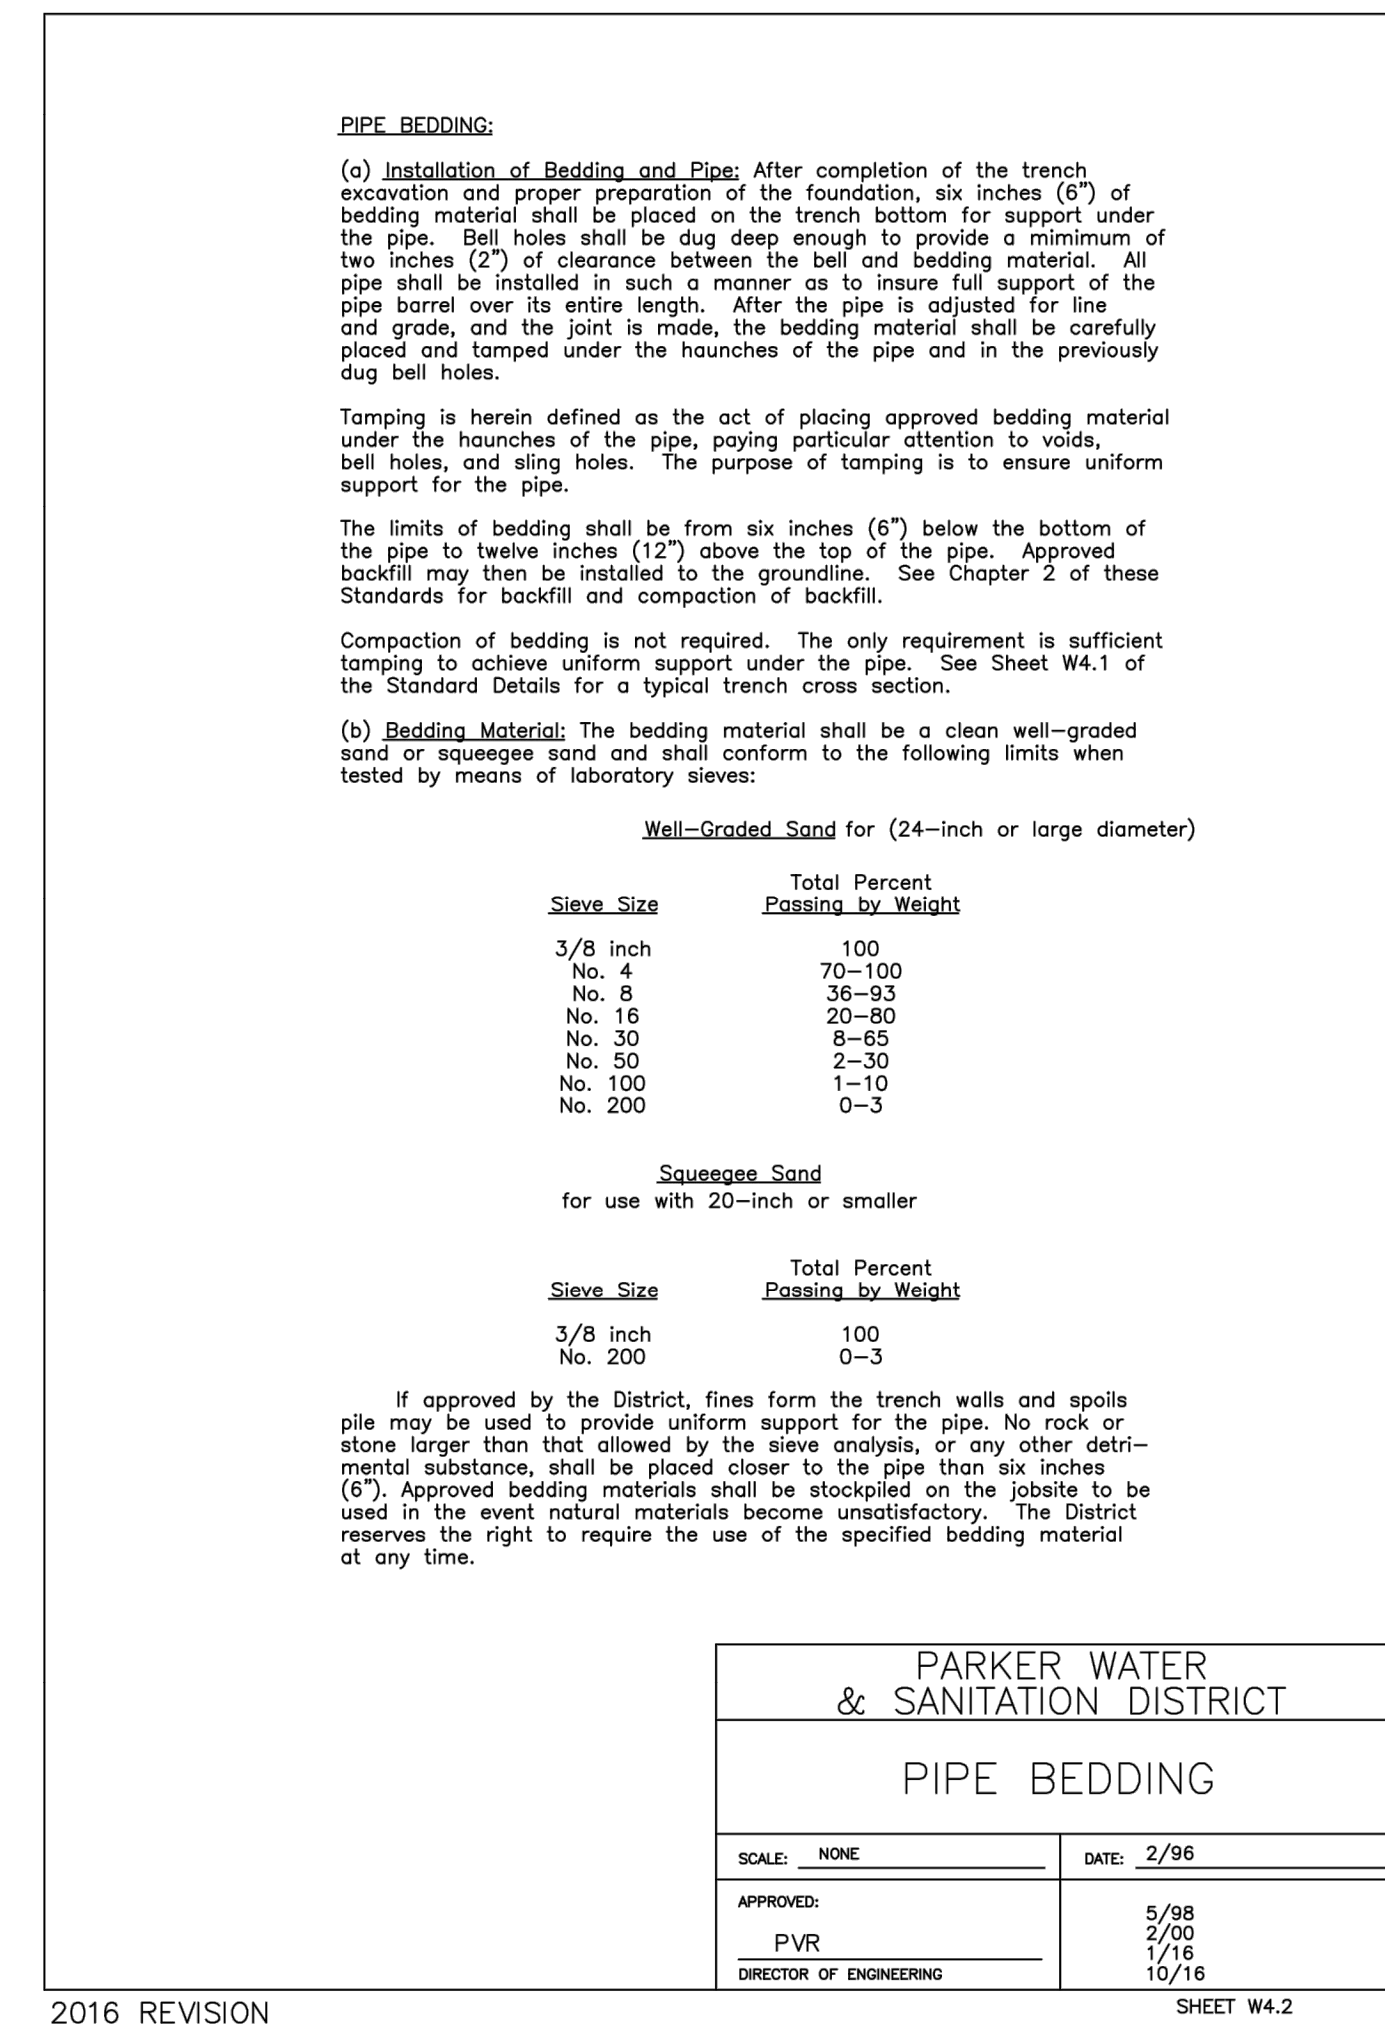 PIPE BEDDING:
(a) Installation of Bedding and Pipe: After completion of the trench
excavation and proper preparation of the foundation, six inches (6") of
bedding material shall be placed on the trench bottom for support under
the pipe. Bell holes shall be dug deep enough to provide a mimimum of
two inches (2") of clearance between the bell and bedding material. All
pipe shall be installed in such a manner as to insure full support of the
pipe barrel over its entire length. After the pipe is adjusted for line
and grade, and the joint is made, the bedding material shall be carefully
placed and tamped under the haunches of the pipe and in the previously
dug bell holes.
Tamping is herein defined as the act of placing approved bedding material
under the haunches of the pipe, paying particular attention to voids,
bell holes, and sling holes. The purpose of tamping is to ensure uniform
support for the pipe.
The limits of bedding shall be from six inches (6") below the bottom of
the pipe to twelve inches (12") above the top of the pipe. Approved
backfill may then be installed to the groundline. See Chapter 2 of these
Standards for backfill and compaction of backfill.
Compaction of bedding is not required. The only requirement is sufficient
tamping to achieve uniform support under the pipe. See Sheet W4.1 of
the Standard Details for a typical trench cross section.
(b) Bedding Material: The bedding material shall be a clean well-graded
sand or squeegee sand and shall conform to the following limits when
tested by means of laboratory sieves:
Well-Graded Sand for (24-inch or large diameter)
Total Percent
Sieve Size Passing by Weight
3/8 inch 100
No. 4 70-100
No. 8 36-93
No. 16 20-80
No. 30 8-65
No. 50 2-30
No. 100 1-10
No. 200 0-3
Squeegee Sand
for use with 20-inch or smaller
Total Percent
Sieve Size Passing by Weight
3/8 inch 100
No. 200 0-3
If approved by the District, fines form the trench walls and spoils
pile may be used to provide uniform support for the pipe. No rock or
stone larger than that allowed by the sieve analysis, or any other detri-
mental substance, shall be placed closer to the pipe than six inches
(6"). Approved bedding materials shall be stockpiled on the jobsite to be
used in the event natural materials become unsatisfactory. The District
reserves the right to require the use of the specified bedding material
at any time.
PARKER WATER
& SANITATION DISTRICT
PIPE BEDDING
SCALE: NONE DATE: 2/96
APPROVED:
PVR
DIRECTOR OF ENGINEERING
5/98
2/00
1/16
10/16
2016 REVISION SHEET W4.2